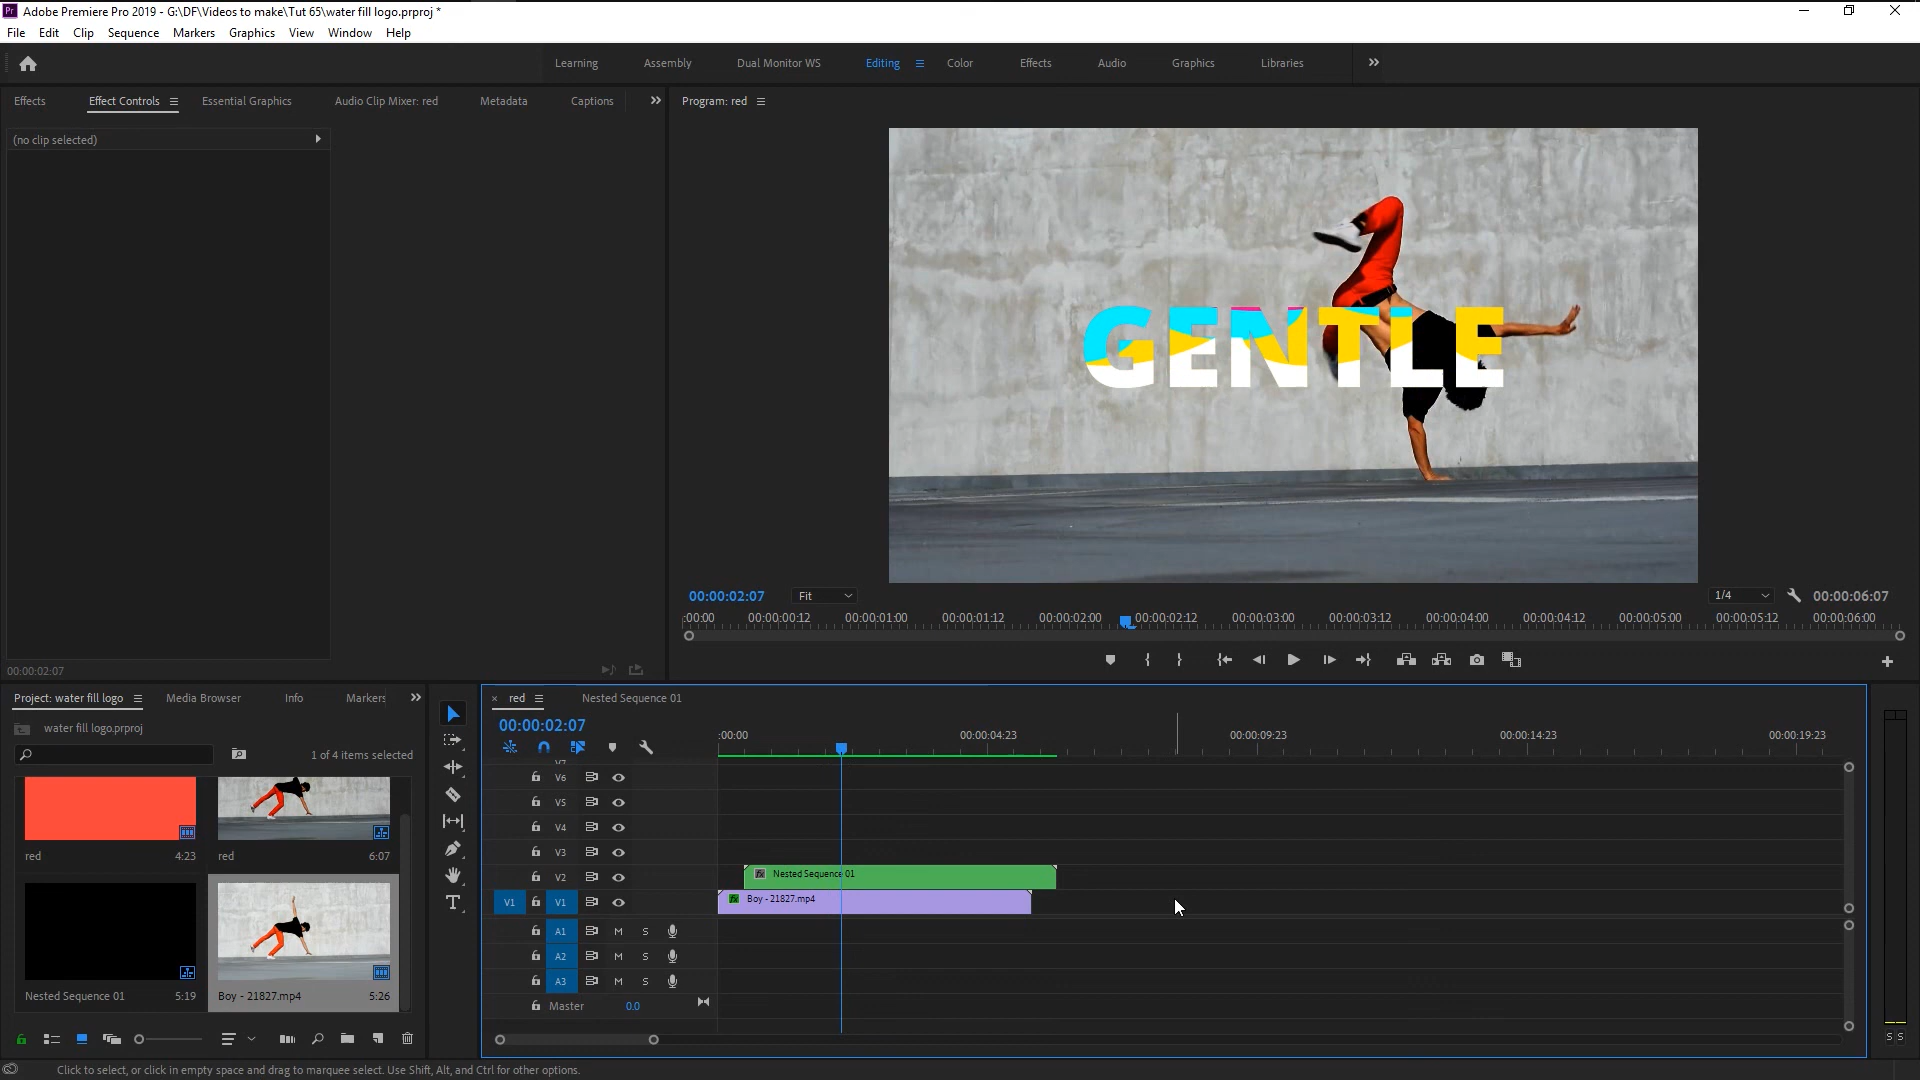 Pr Adobe Premiere Pro 2019 - G:\DF\Videos to make\Tut 65\water fill logo.prproj *
File Edit Clip Sequence Markers Graphics View Window Help
Learning Assembly Dual Monitor WS Editing Color Effects Audio Graphics Libraries
Effects Effect Controls Essential Graphics Audio Clip Mixer: red Metadata Captions
Program: red
(no clip selected)
GENTLE
00:00:02:07 Fit 1/4 00:00:06:07
:00:00 00:00:00:12 00:00:01:00 00:00:01:12 00:00:02:00 00:00:02:12 00:00:03:00 00:00:03:12 00:00:04:00 00:00:04:12 00:00:05:00 00:00:05:12 00:00:06:00
00:00:02:07
Project: water fill logo Media Browser Info Markers
water fill logo.prproj
1 of 4 items selected
red 4:23
red 6:07
Nested Sequence 01 5:19
Boy - 21827.mp4 5:26
× red Nested Sequence 01
00:00:02:07
:00:00 00:00:04:23 00:00:09:23 00:00:14:23 00:00:19:23
V7
V6
V5
V4
V3
V2 fx Nested Sequence 01
V1 V1 fx Boy - 21827.mp4
A1 M S
A2 M S
A3 M S
Master 0.0
S S
Click to select, or click in empty space and drag to marquee select. Use Shift, Alt, and Ctrl for other options.